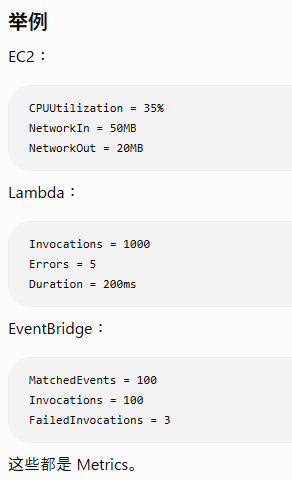 举例
EC2：
CPUUtilization = 35%
NetworkIn = 50MB
NetworkOut = 20MB
Lambda：
Invocations = 1000
Errors = 5
Duration = 200ms
EventBridge：
MatchedEvents = 100
Invocations = 100
FailedInvocations = 3
这些都是 Metrics。